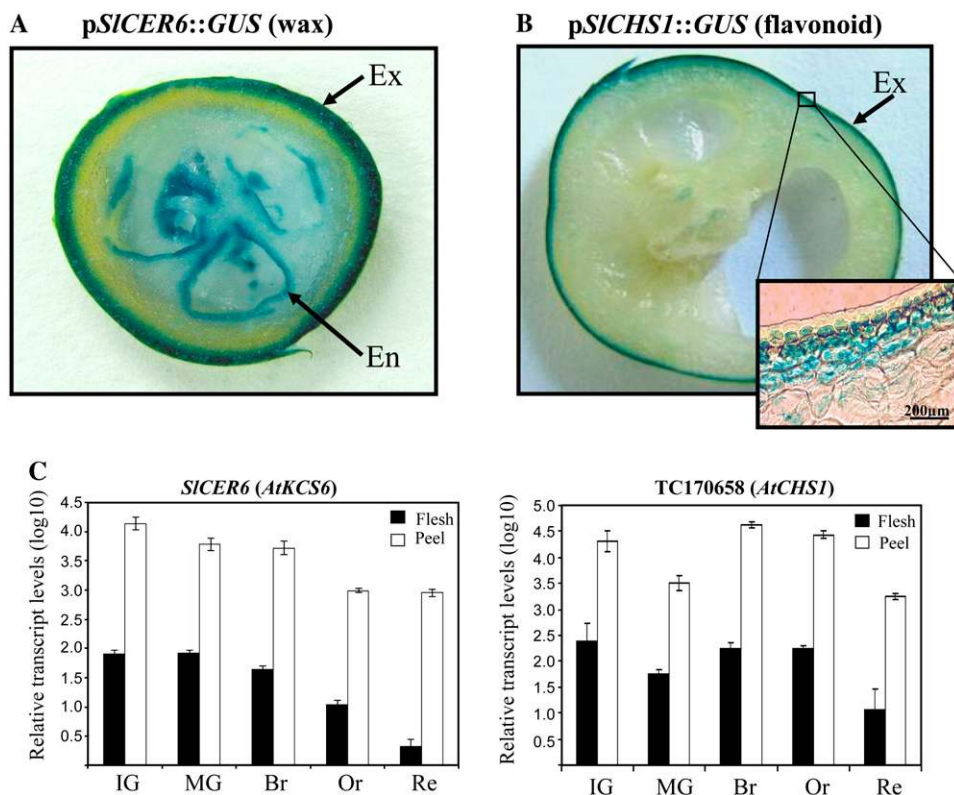 A
pSlCER6::GUS (wax)
Ex
En
B
pSlCHS1::GUS (flavonoid)
Ex
200μm
C
SlCER6 (AtKCS6)
Relative transcript levels (log10)
4.5
4.0
3.5
3.0
2.5
2.0
1.5
1.0
0.5
Flesh
Peel
IG MG Br Or Re
TC170658 (AtCHS1)
Relative transcript levels (log10)
5.0
4.5
4.0
3.5
3.0
2.5
2.0
1.5
1.0
0.5
Flesh
Peel
IG MG Br Or Re